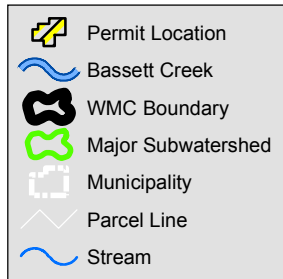 Permit Location
Bassett Creek
WMC Boundary
Major Subwatershed
Municipality
Parcel Line
Stream